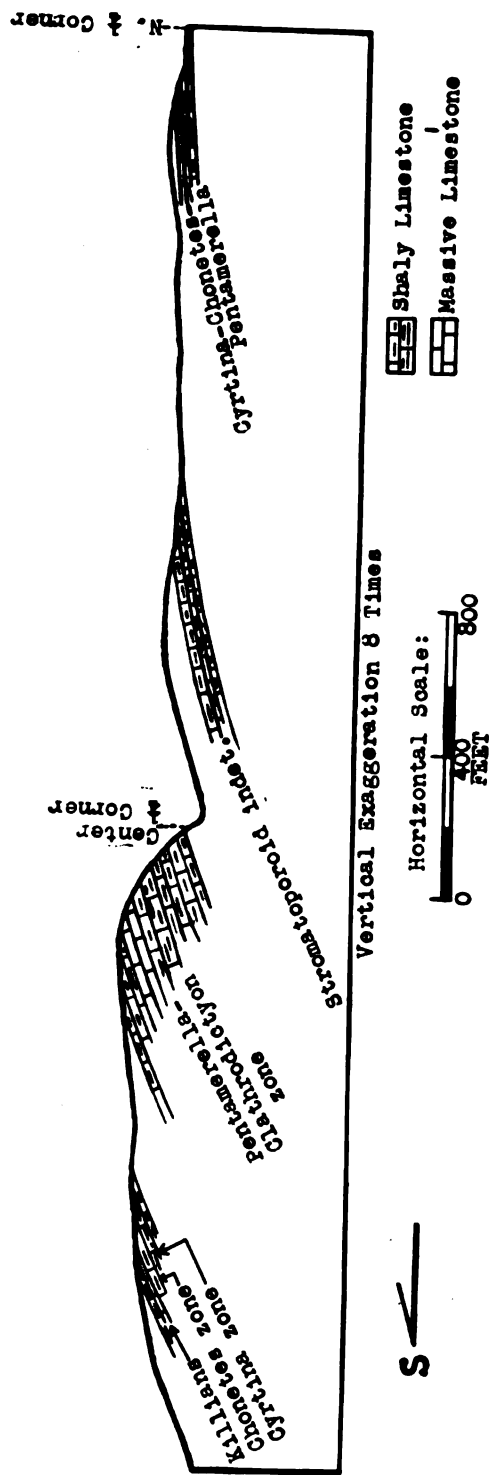 Killians
Chonetes zone
Cyrtina zone
Pentamerella-
Clathrodictyon
zone
Center
¼ Corner
Stromatoporoid indet.
Cyrtina-Chonetes-
Pentamerella
N. ¼
Corner
S
Vertical Exaggeration 8 Times
Horizontal Scale:
0 400 800
FEET
Shaly Limestone
Massive Limestone